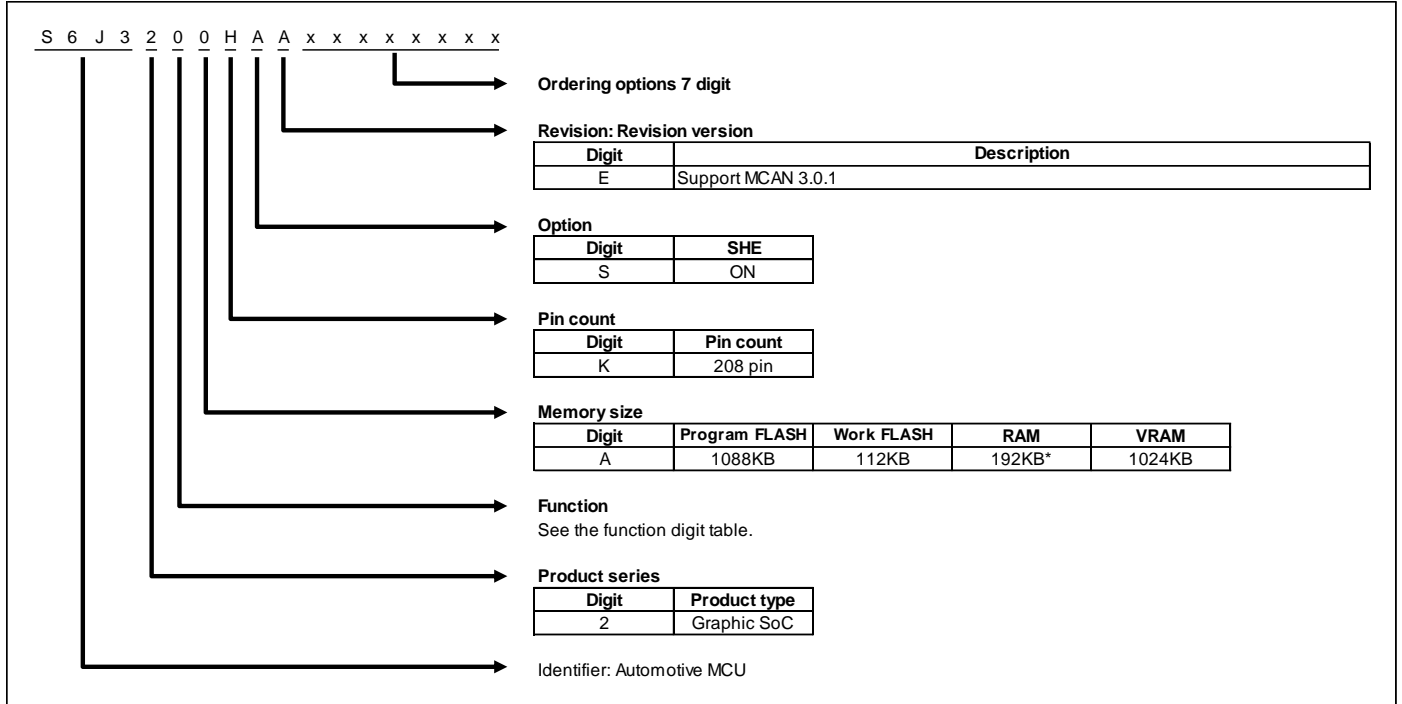 S 6 J 3 2 0 0 H A A x x x x x x x x
Ordering options 7 digit
Revision: Revision version
Digit Description
E Support MCAN 3.0.1
Option
Digit SHE
S ON
Pin count
Digit Pin count
K 208 pin
Memory size
Digit Program FLASH Work FLASH RAM VRAM
A 1088KB 112KB 192KB* 1024KB
Function
See the function digit table.
Product series
Digit Product type
2 Graphic SoC
Identifier: Automotive MCU